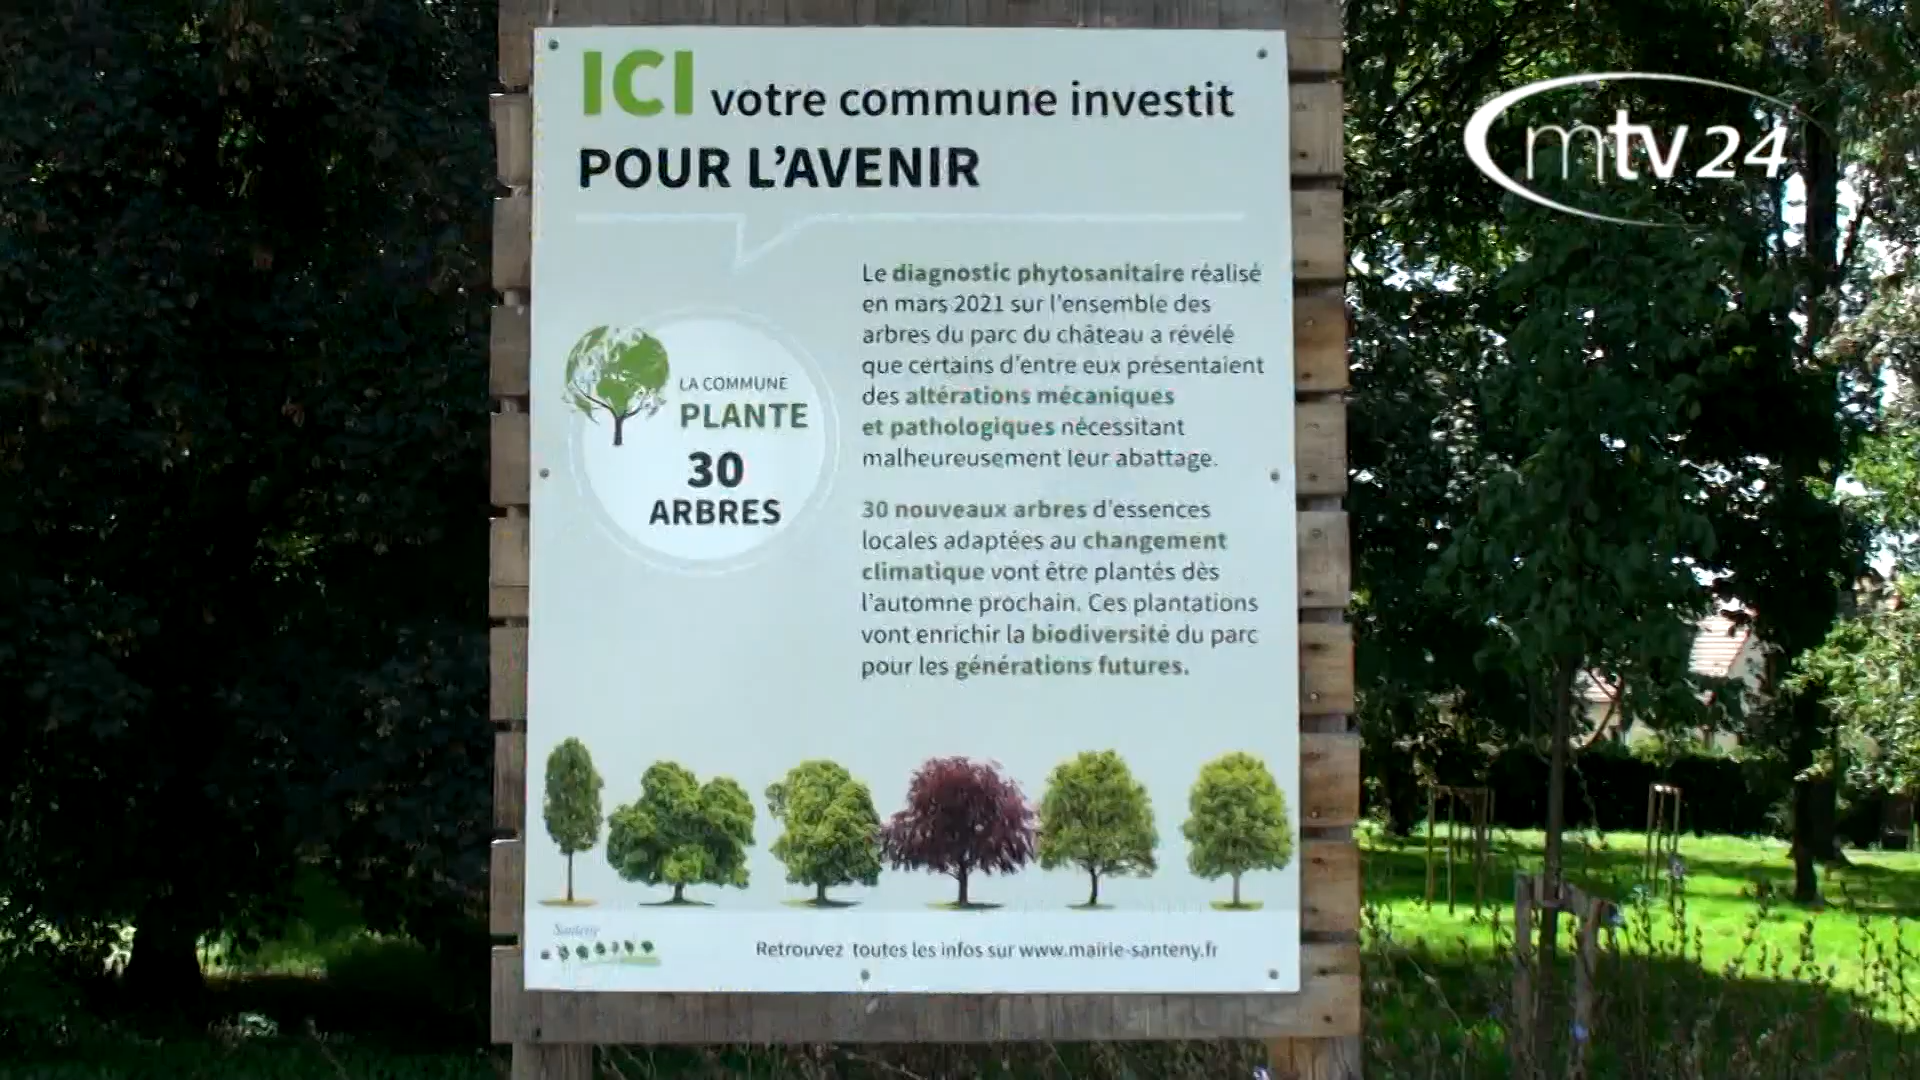 ICI votre commune investit
POUR L'AVENIR
mtv 24
Le diagnostic phytosanitaire réalisé
en mars 2021 sur l'ensemble des
arbres du parc du château a révélé
que certains d'entre eux présentaient
des altérations mécaniques
et pathologiques nécessitant
malheureusement leur abattage.
LA COMMUNE
PLANTE
30
ARBRES
30 nouveaux arbres d'essences
locales adaptées au changement
climatique vont être plantés dès
l'automne prochain. Ces plantations
vont enrichir la biodiversité du parc
pour les générations futures.
Santeny
Retrouvez toutes les infos sur www.mairie-santeny.fr